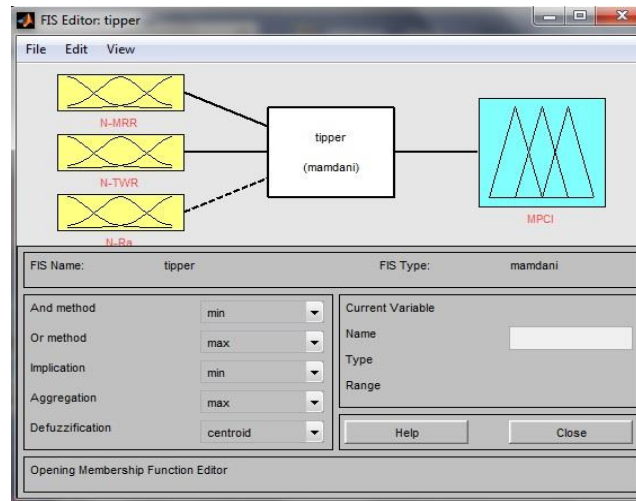 FIS Editor: tipper
File Edit View
N-MRR
N-TWR
N-Ra
tipper
(mamdani)
MPCI
FIS Name: tipper FIS Type: mamdani
And method min
Or method max
Implication min
Aggregation max
Defuzzification centroid
Current Variable
Name
Type
Range
Help Close
Opening Membership Function Editor